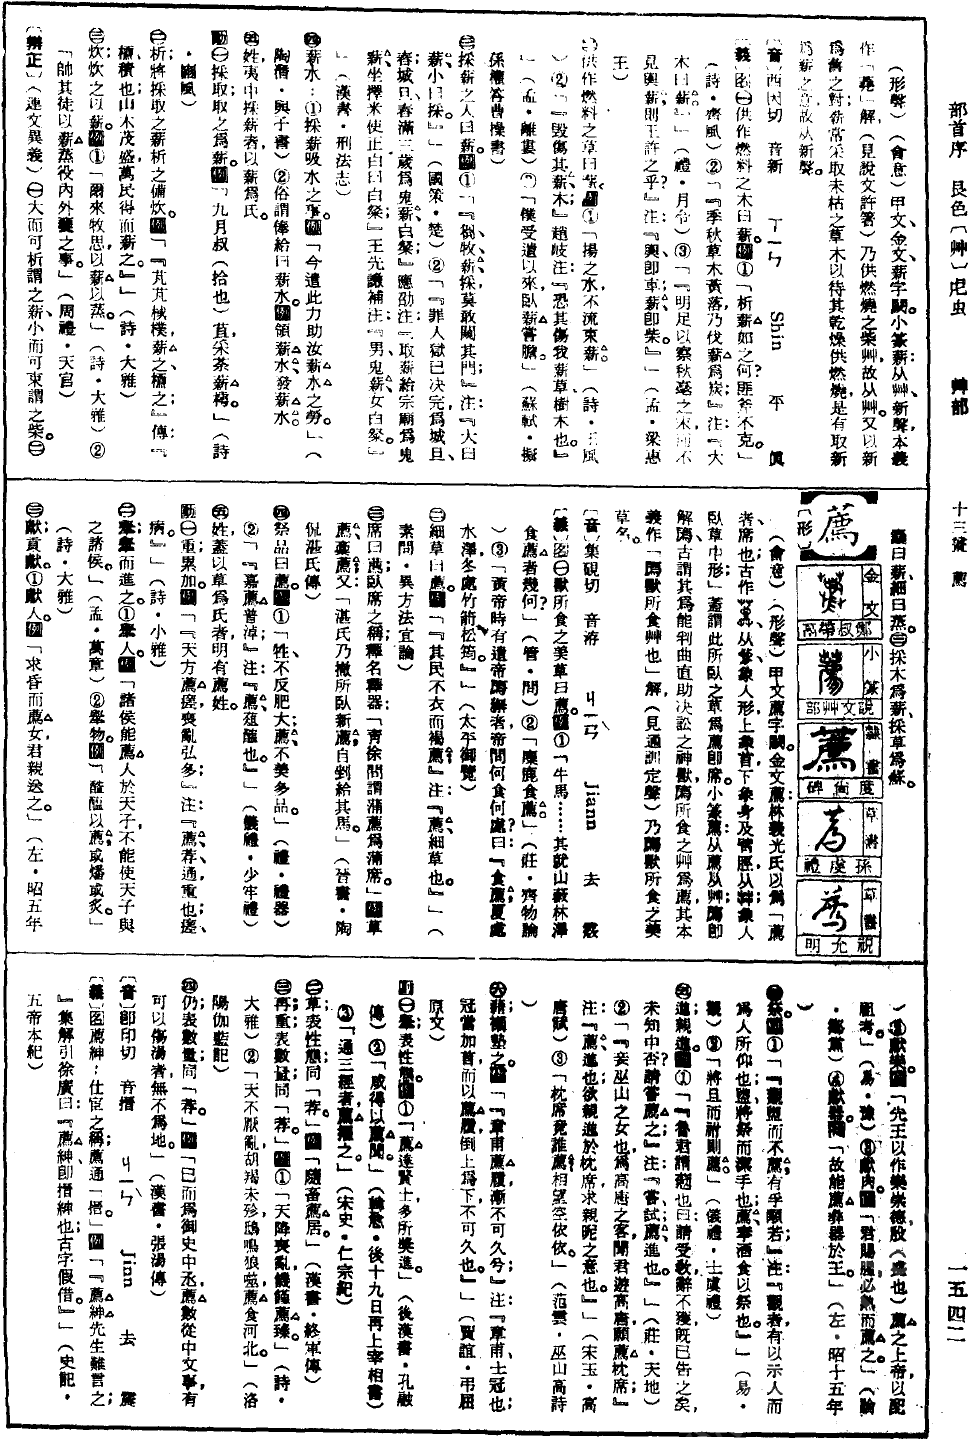 部首序 艮色〔艸〕虍虫 艸部 十三畫 薦 一五四二
（形聲）（會意）甲文金文薪字闕。小篆薪：从艸、新聲，本義
作「蕘」解（見說文許箸），乃供燃燒之柴艸，故从艸。又以新
爲舊之對，薪常采取未枯之草木以待其乾燥供燃燒，是有取新
爲薪之意，故从新聲。
〔音〕西因切 音新 ㄒㄧㄣ Shin 平 眞
〔義〕名㊀供作燃料之木曰薪。例①「析薪如之何？匪斧不克。」
（詩・齊風）②「『季秋草木黃落，乃伐薪爲炭』注：『大
木曰薪』」（禮・月令）③「『明足以察秋毫之末，而不
見輿薪，則王許之乎？』注：『輿卽車，薪卽柴』」（孟・梁惠
王）
㊁供作燃料之草曰薪。例①「揚之水，不流束薪。」（詩・王風
）②「『毀傷其薪木』趙岐注：『恐其傷我薪草樹木也。』
」（孟・離婁）③「僕受遣以來，臥薪嘗膽。」（蘇軾・擬
孫權答曹操書）
㊂採薪之人曰薪。例①「『芻牧薪採莫敢闚其門』注：『大曰
薪，小曰採。』」（國策・楚）②「『罪人獄已決，完爲城旦、
舂，城旦、舂滿三歲爲鬼薪、白粲』應劭注：『取薪給宗廟爲鬼
薪，坐擇米使正白曰白粲』王先謙補注：『男鬼薪、女白粲。』
」（漢書・刑法志）
㊃薪水：①採薪汲水之事。例「今遣此力，助汝薪水之勞。」（
陶潛・與子書）②俗謂俸給曰薪水。例領薪水、發薪水。
㊄姓，夷中採薪者，以薪爲氏。
動㊀採取，取之爲薪。例「九月叔（拾也）苴，采荼薪樗。」（詩
・豳風）
㊁析，將採取之薪析之備炊。例「『芃芃棫樸，薪之槱之』傳：『
槱，積也。山木茂盛，萬民得而薪之。』」（詩・大雅）
㊂炊，炊之以薪。例①「爾來牧思，以薪以蒸。」（詩・大雅）②
「帥其徒以薪蒸役內外饔之事。」（周禮・天官）
〔辨正〕（連文異義）㊀大而可析謂之薪，小而可束謂之柴。㊁
麤曰薪，細曰蒸。㊂採木爲薪，採草爲蘇。
【薦】
〔形〕
金文 鄭叔薦鬲
小篆 說文艸部
隸書 度尙碑
草書 孫虔禮
草書 祝允明
（會意）（形聲）甲文薦字闕。金文薦：林義光氏以爲「薦
者席也，古作，从，象人形，上象首，下象身及臂脛，从艸，象人
臥草中形」，蓋謂此所臥之草爲薦，卽席。小篆薦：从廌从艸，廌卽
解廌，古謂其爲能判曲直助決訟之神獸，廌所食之艸爲薦，其本
義作「廌獸所食艸也」解（見通訓定聲），乃廌獸所食之美
草名。
〔音〕集硯切 音洊 ㄐㄧㄢ Jiann 去 霰
〔義〕名㊀獸所食之美草曰薦。例①「牛馬……其就山藪林澤
食薦者幾何？」（管・問）②「麋鹿食薦。」（莊・齊物論
）③「黃帝時有遺帝廌獬者，帝問：何食？何處？曰：『食薦；夏處
水澤，冬處竹箭松筠。』」（太平御覽）
㊁細草曰薦。例「『其民不衣而褐薦』注：『薦，細草也。』」（
素問・異方法宜論）
㊂席曰薦，臥席之稱，釋名釋器：「青徐間謂蒲薦爲蒲席。」例草
薦，藁薦；又「湛氏乃撤所臥新薦，自剉給其馬。」（晉書・陶
侃湛氏傳）
㊃祭品曰薦。例①「牲不反肥大，薦不美多品。」（禮・禮器）
②「『嘉薦普淖』注：『薦，菹醢也。』」（儀禮・少牢禮）
㊄姓，蓋以草爲氏者，明有薦姓。
動㊀重，累加。例「『天方薦瘥，喪亂弘多』注：『薦，荐通，重也；瘥，
病。』」（詩・小雅）
㊁舉，舉而進之。①舉人。例「諸侯能薦人於天子，不能使天子與
之諸侯。」（孟・萬章）②舉物。例「醓醢以薦，或燔或炙。」
（詩・大雅）
㊂獻，貢獻。①獻人。例「求昏而薦女，君親送之。」（左・昭五年
）②獻樂。例「先王以作樂崇德，殷（盛也）薦之上帝，以配
祖考。」（易・豫）③獻肉。例「君賜腥，必熟而薦之。」（論
・鄉黨）④獻器。例「故能薦彝器於王。」（左・昭十五年
）
㊃祭。例①「『觀：盥而不薦，有孚顒若』注：『觀者，有以示人而
爲人所仰也，盥，將祭而潔手也，薦，奉酒食以祭也。』」（易・
觀）②「將旦而祔則薦。」（儀禮・士虞禮）
㊄進，親進。例①「『魯君謂勉也曰：請受敎，辭不獲，既已告之矣，
未知中否？請嘗薦之』注：『嘗試薦進也。』」（莊・天地）
②「『妾巫山之女也，爲高唐之客，聞君遊高唐，願薦枕席』
注：『薦，進也，欲親進於枕席，求親昵之意也。』」（宋玉・高
唐賦）③「枕席竟誰薦，相望空依依。」（范雲・巫山高詩
）
㊅藉，襯墊之。例「『章甫薦履，漸不可久兮』注：『章甫，士冠也，
冠當加首而以薦履，倒上爲下，不可久也。』」（賈誼・弔屈
原文）
副㊀舉，表性態。例①「薦達賢士，多所獎進。」（後漢書・孔融
傳）②「咸得以薦聞。」（韓愈・後十九日再上宰相書）
③「通三經者薦擢之。」（宋史・仁宗紀）
㊁草，表性態，同「荐」。例「隨畜薦居。」（漢書・終軍傳）
㊂再，重，表數量，同「荐」。例①「天降喪亂，饑饉薦臻。」（詩・
大雅）②「天不厭亂，胡羯未殄，鴟鳴狼噬，薦食河北。」（洛
陽伽藍記）
㊃仍，表數量，同「荐」。例「已而爲御史中丞，薦數從中文事有
可以傷湯者，無不爲地。」（漢書・張湯傳）
〔音〕卽印切 音搢 ㄐㄧㄣ Jinn 去 震
〔義〕名薦紳：仕宦之稱，薦通「搢」。例「『薦紳先生難言之
』集解引徐廣曰：『薦紳卽搢紳也，古字假借。』」（史記・
五帝本紀）